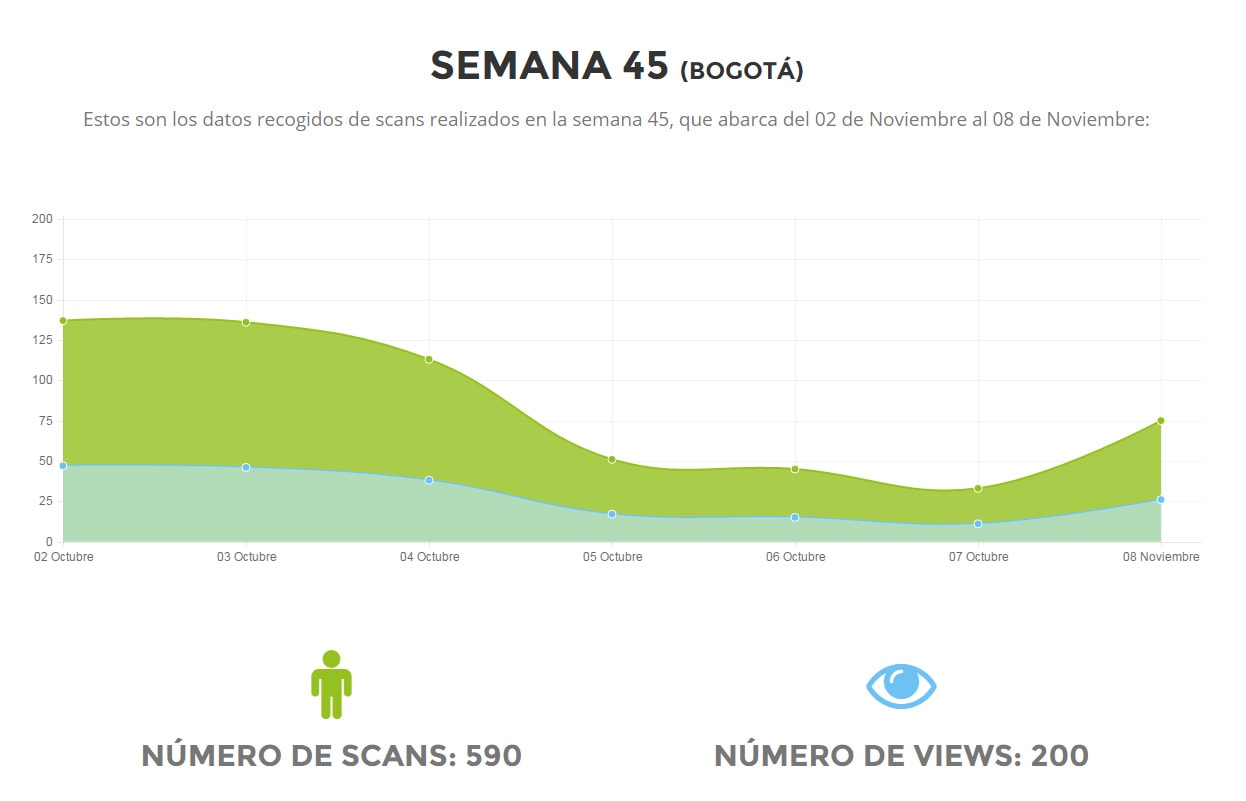 SEMANA 45 (BOGOTÁ)
Estos son los datos recogidos de scans realizados en la semana 45, que abarca del 02 de Noviembre al 08 de Noviembre:
200
175
150
125
100
75
50
25
0
02 Octubre 03 Octubre 04 Octubre 05 Octubre 06 Octubre 07 Octubre 08 Noviembre
NÚMERO DE SCANS: 590 NÚMERO DE VIEWS: 200